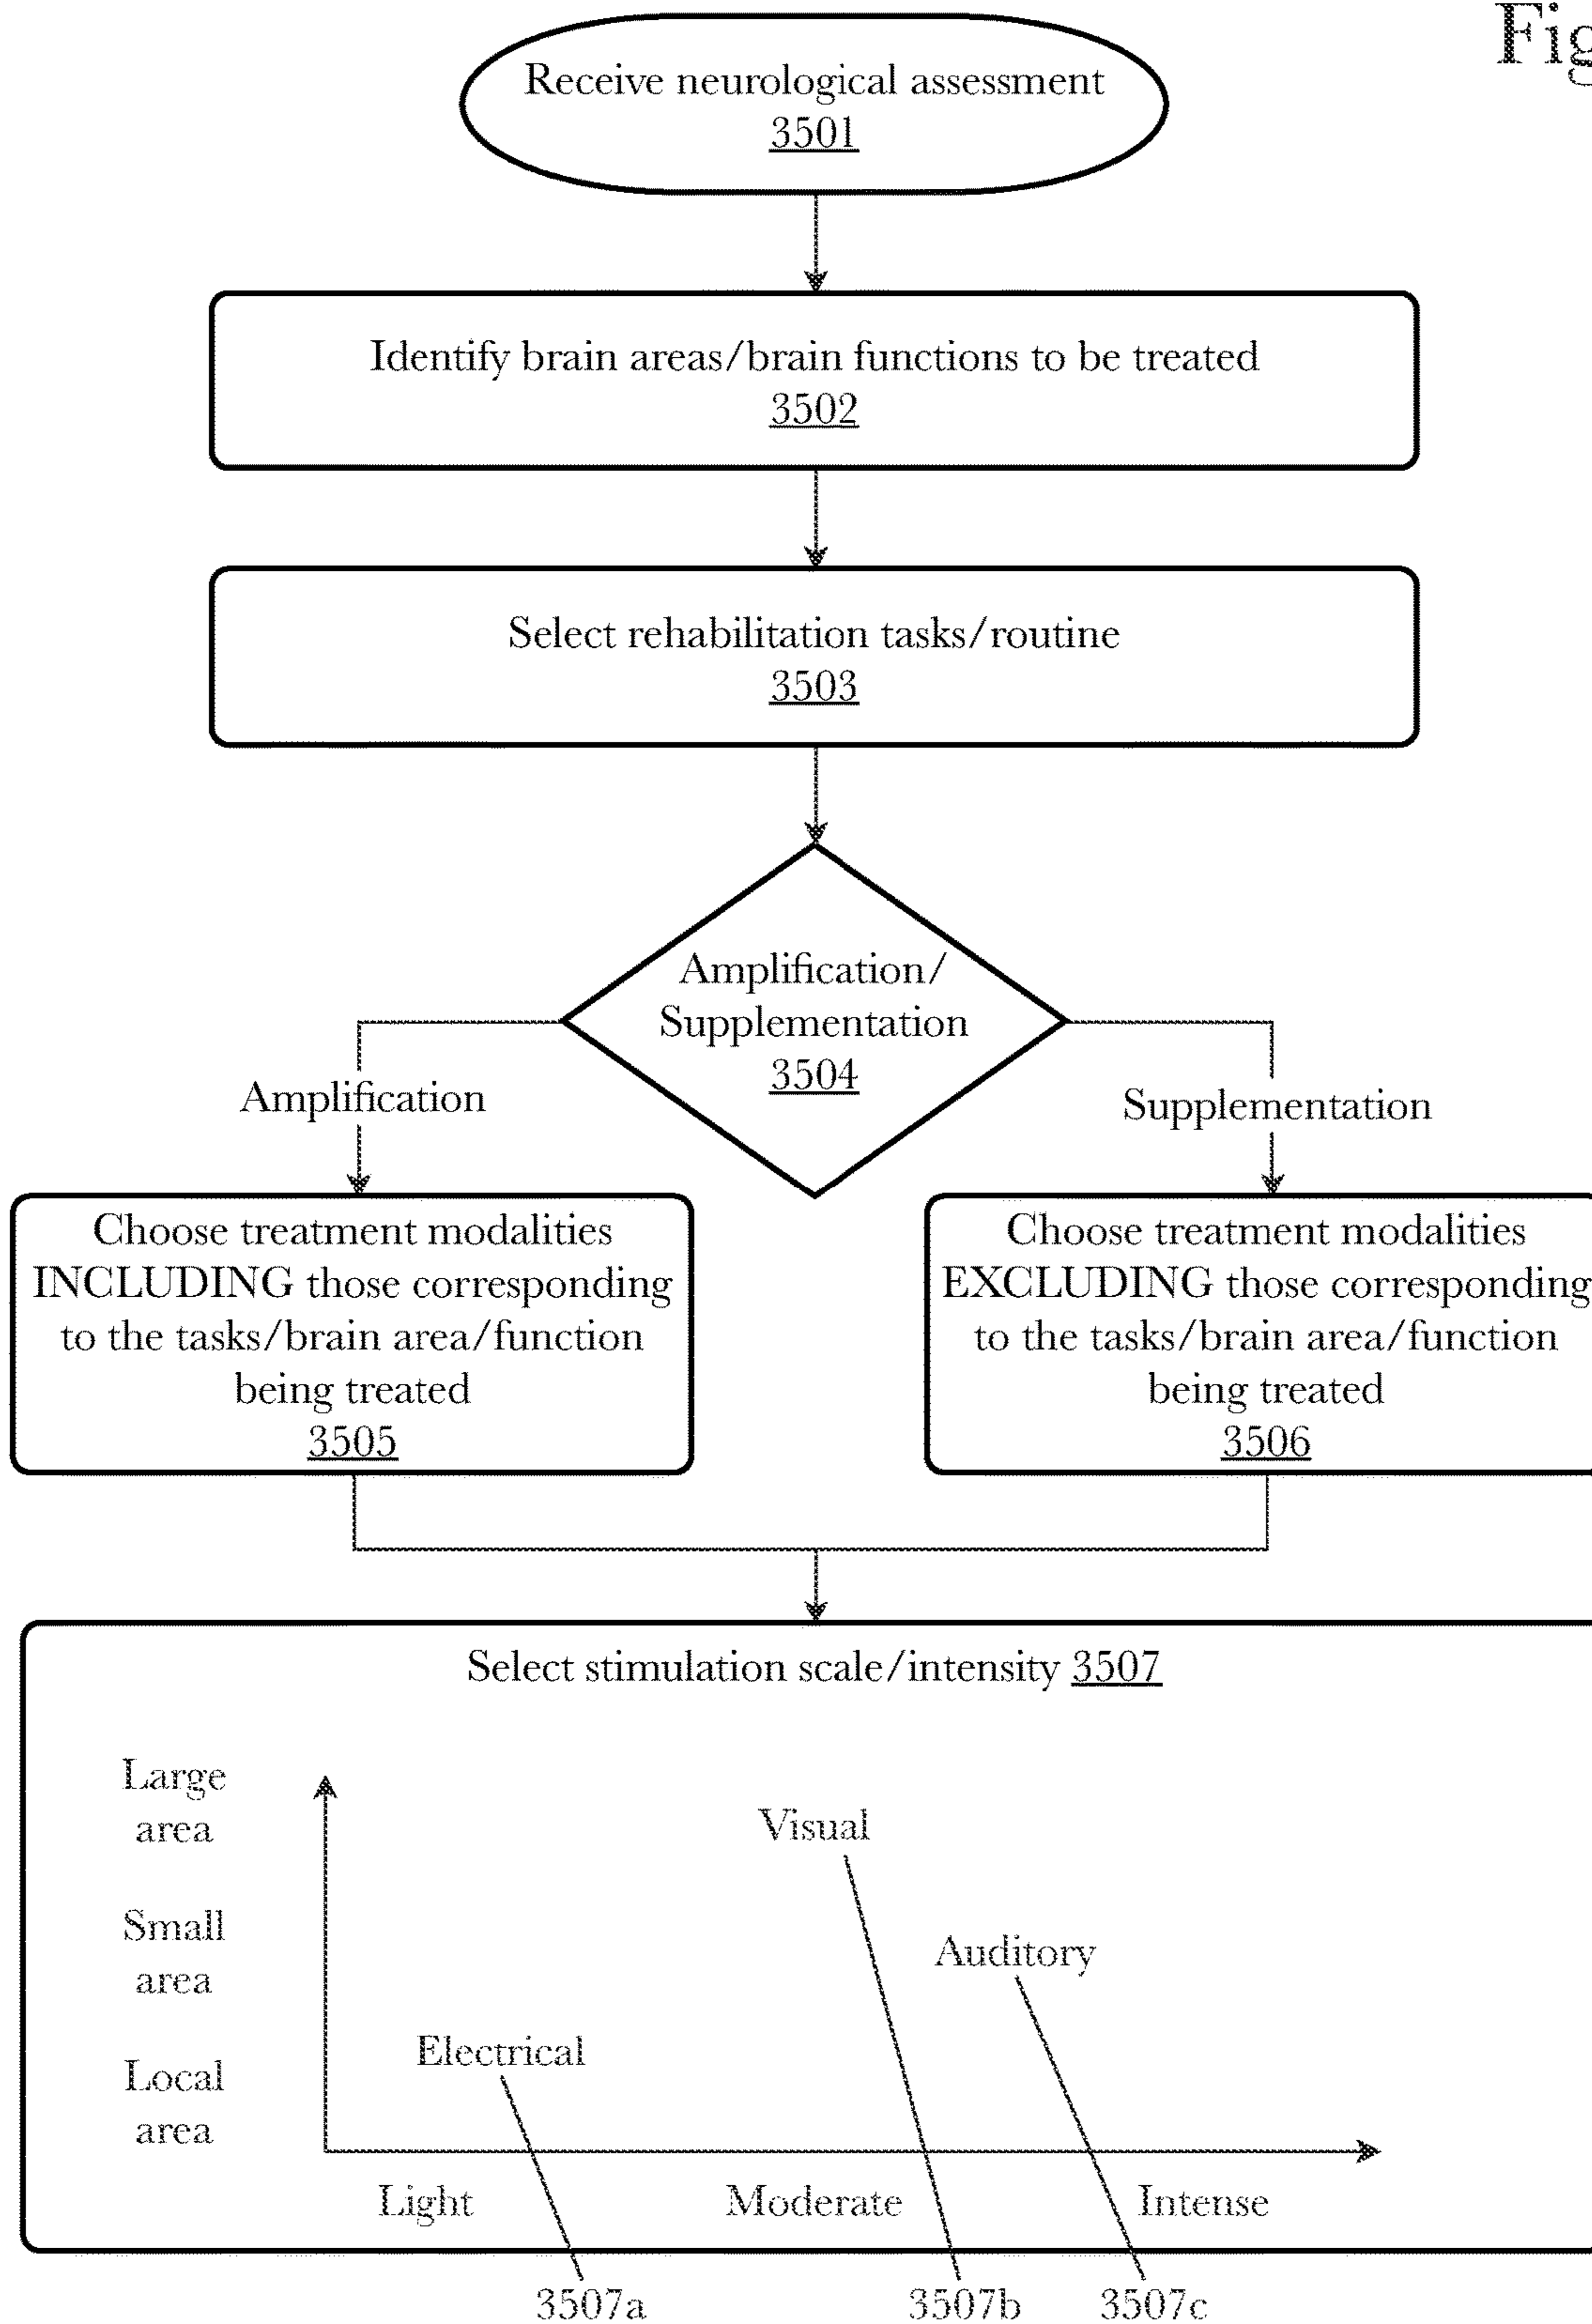 Fig
Receive neurological assessment
3501
Identify brain areas/brain functions to be treated
3502
Select rehabilitation tasks/routine
3503
Amplification/
Supplementation
3504
Amplification
Supplementation
Choose treatment modalities
INCLUDING those corresponding
to the tasks/brain area/function
being treated
3505
Choose treatment modalities
EXCLUDING those corresponding
to the tasks/brain area/function
being treated
3506
Select stimulation scale/intensity 3507
Large
area
Small
area
Local
area
Visual
Auditory
Electrical
Light
Moderate
Intense
3507a
3507b
3507c